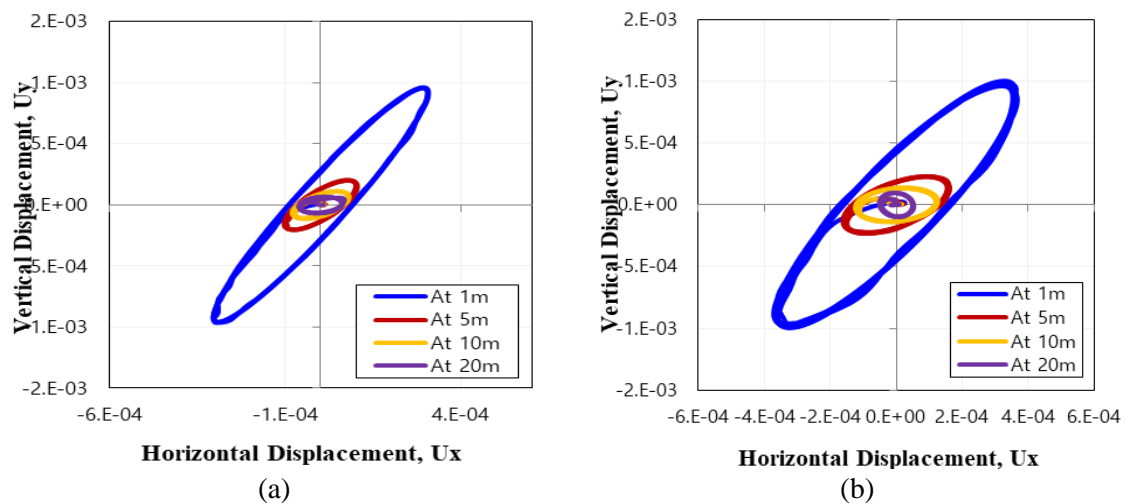 2.E-03
1.E-03
5.E-04
0.E+00
5.E-04
-1.E-03
-2.E-03
Vertical Displacement, Uy
-6.E-04 -1.E-04 4.E-04
Horizontal Displacement, Ux
At 1m
At 5m
At 10m
At 20m
(a)
2.E-03
1.E-03
5.E-04
0.E+00
5.E-04
-1.E-03
-2.E-03
Vertical Displacement, Uy
-6.E-04 -4.E-04 -2.E-04 0.E+00 2.E-04 4.E-04 6.E-04
Horizontal Displacement, Ux
At 1m
At 5m
At 10m
At 20m
(b)